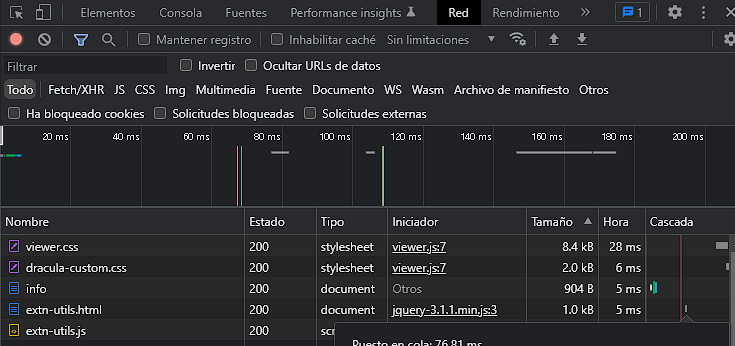 Elementos Consola Fuentes Performance insights Red Rendimiento » 1
Mantener registro Inhabilitar caché Sin limitaciones
Filtrar Invertir Ocultar URLs de datos
Todo Fetch/XHR JS CSS Img Multimedia Fuente Documento WS Wasm Archivo de manifiesto Otros
Ha bloqueado cookies Solicitudes bloqueadas Solicitudes externas
20 ms 40 ms 60 ms 80 ms 100 ms 120 ms 140 ms 160 ms 180 ms 200 ms
Nombre Estado Tipo Iniciador Tamaño Hora Cascada
viewer.css 200 stylesheet viewer.js:7 8.4 kB 28 ms
dracula-custom.css 200 stylesheet viewer.js:7 2.0 kB 6 ms
info 200 document Otros 904 B 5 ms
extn-utils.html 200 document jquery-3.1.1.min.js:3 1.0 kB 5 ms
extn-utils.js 200 scr
Puesto en cola: 76.81 ms